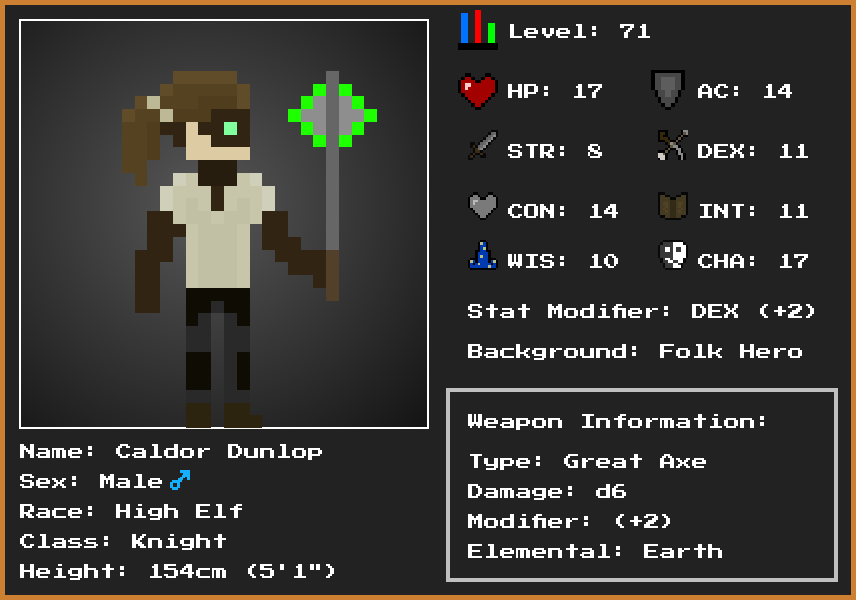 Level: 71
HP: 17 AC: 14
STR: 8 DEX: 11
CON: 14 INT: 11
WIS: 10 CHA: 17
Stat Modifier: DEX (+2)
Background: Folk Hero
Weapon Information:
Type: Great Axe
Damage: d6
Modifier: (+2)
Elemental: Earth
Name: Caldor Dunlop
Sex: Male♂
Race: High Elf
Class: Knight
Height: 154cm (5'1")